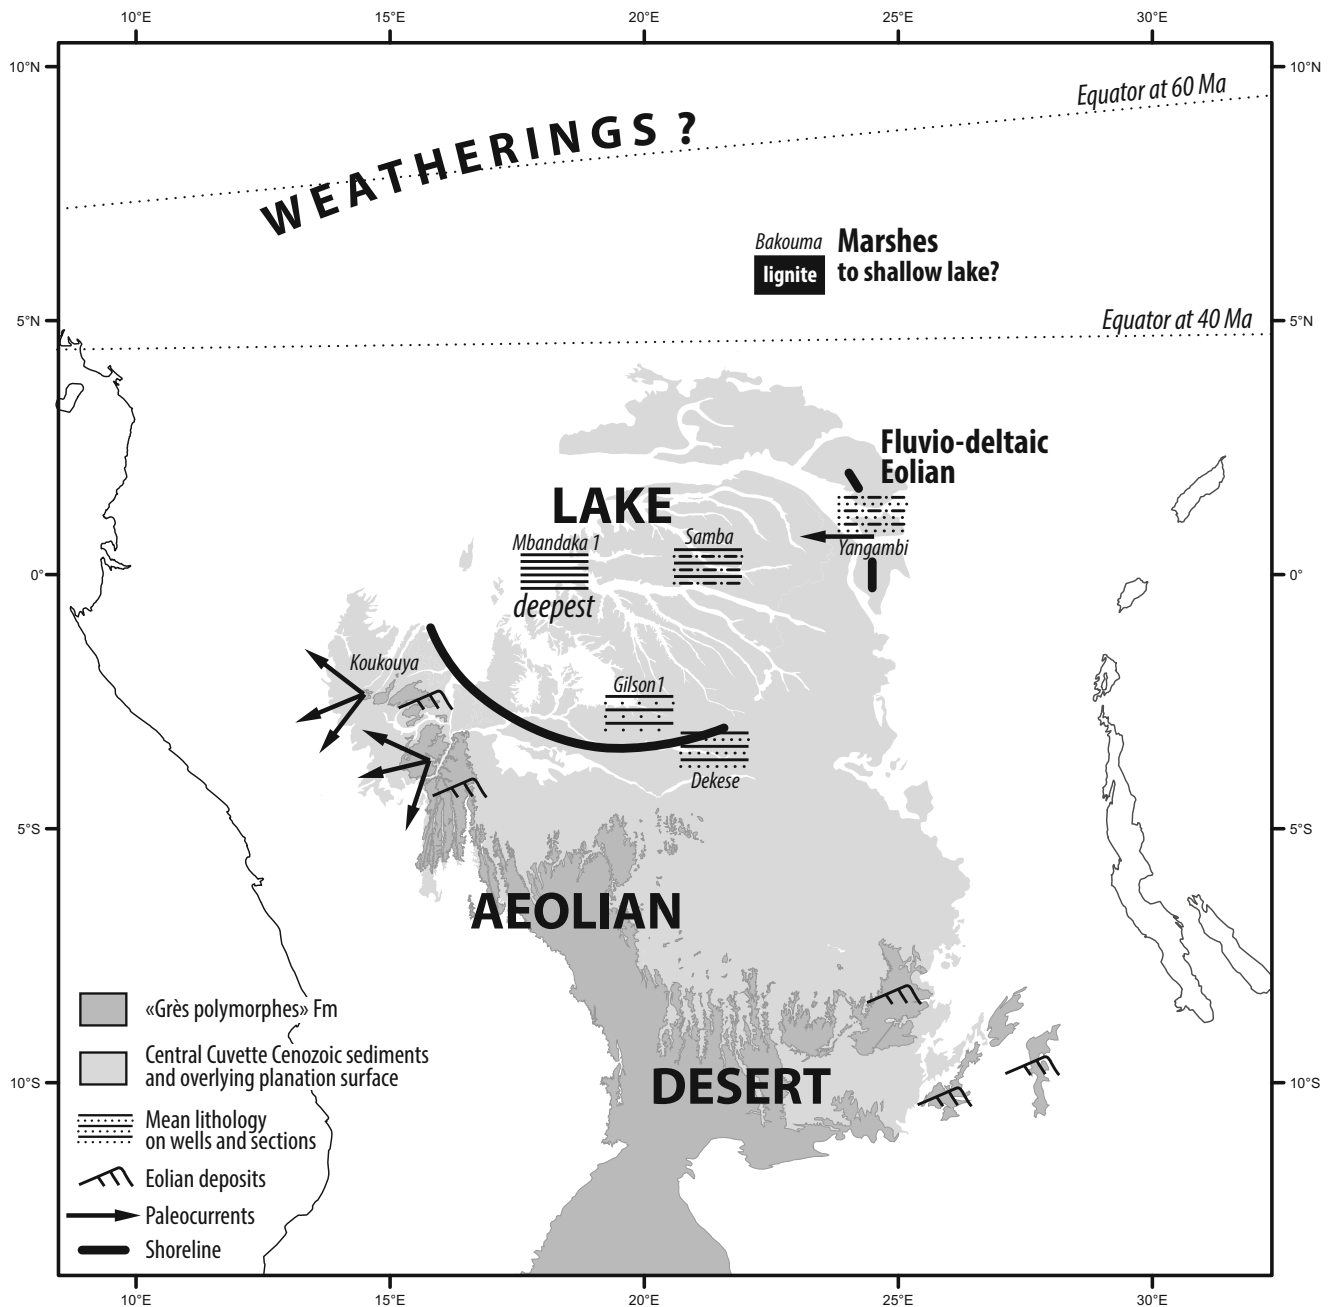 10°E 15°E 20°E 25°E 30°E
10°N 10°N
Equator at 60 Ma
WEATHERINGS ?
Bakouma Marshes
lignite to shallow lake?
5°N 5°N
Equator at 40 Ma
Fluvio-deltaic
Eolian
LAKE
Mbandaka 1 Samba
Yangambi
0° 0°
deepest
Koukouya
Gilson1
Dekese
5°S 5°S
AEOLIAN
«Grès polymorphes» Fm
Central Cuvette Cenozoic sediments
and overlying planation surface
10°S 10°S
DESERT
Mean lithology
on wells and sections
Eolian deposits
Paleocurrents
Shoreline
10°E 15°E 20°E 25°E 30°E